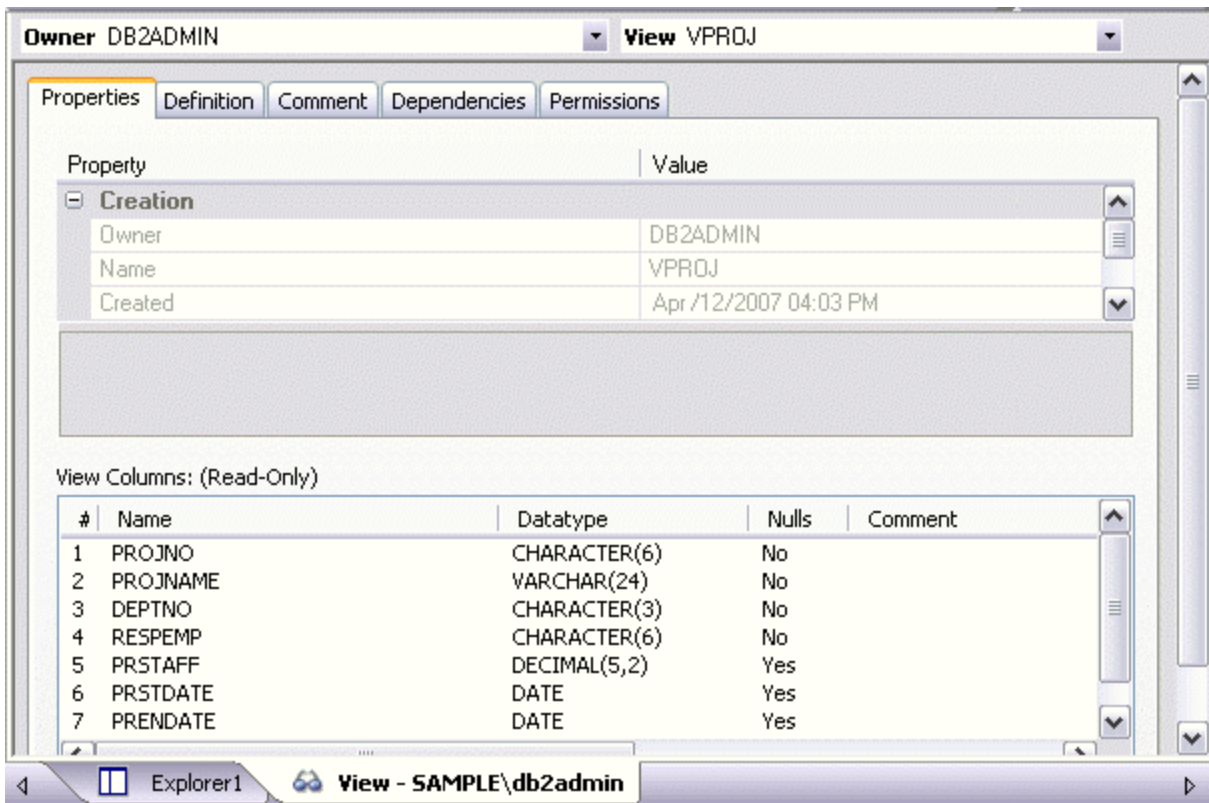 Owner DB2ADMIN View VPROJ
Properties Definition Comment Dependencies Permissions
Property Value
Creation
Owner DB2ADMIN
Name VPROJ
Created Apr /12/2007 04:03 PM
View Columns: (Read-Only)
# Name Datatype Nulls Comment
1 PROJNO CHARACTER(6) No
2 PROJNAME VARCHAR(24) No
3 DEPTNO CHARACTER(3) No
4 RESPEMP CHARACTER(6) No
5 PRSTAFF DECIMAL(5,2) Yes
6 PRSTDATE DATE Yes
7 PRENDATE DATE Yes
Explorer1 View - SAMPLE\db2admin